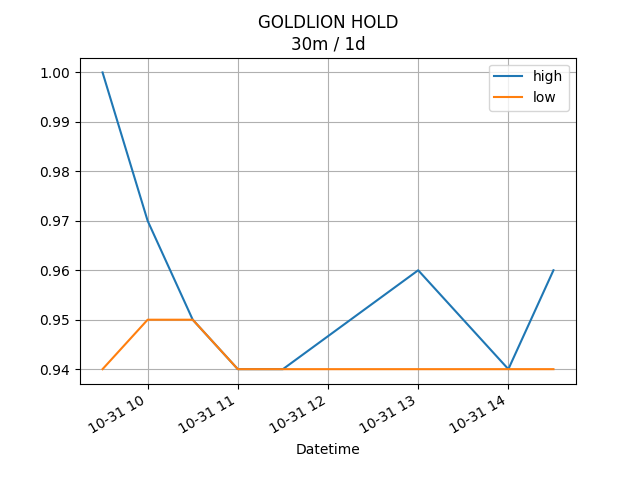 GOLDLION HOLD
30m / 1d
high
low
1.00
0.99
0.98
0.97
0.96
0.95
0.94
10-31 10
10-31 11
10-31 12
10-31 13
10-31 14
Datetime